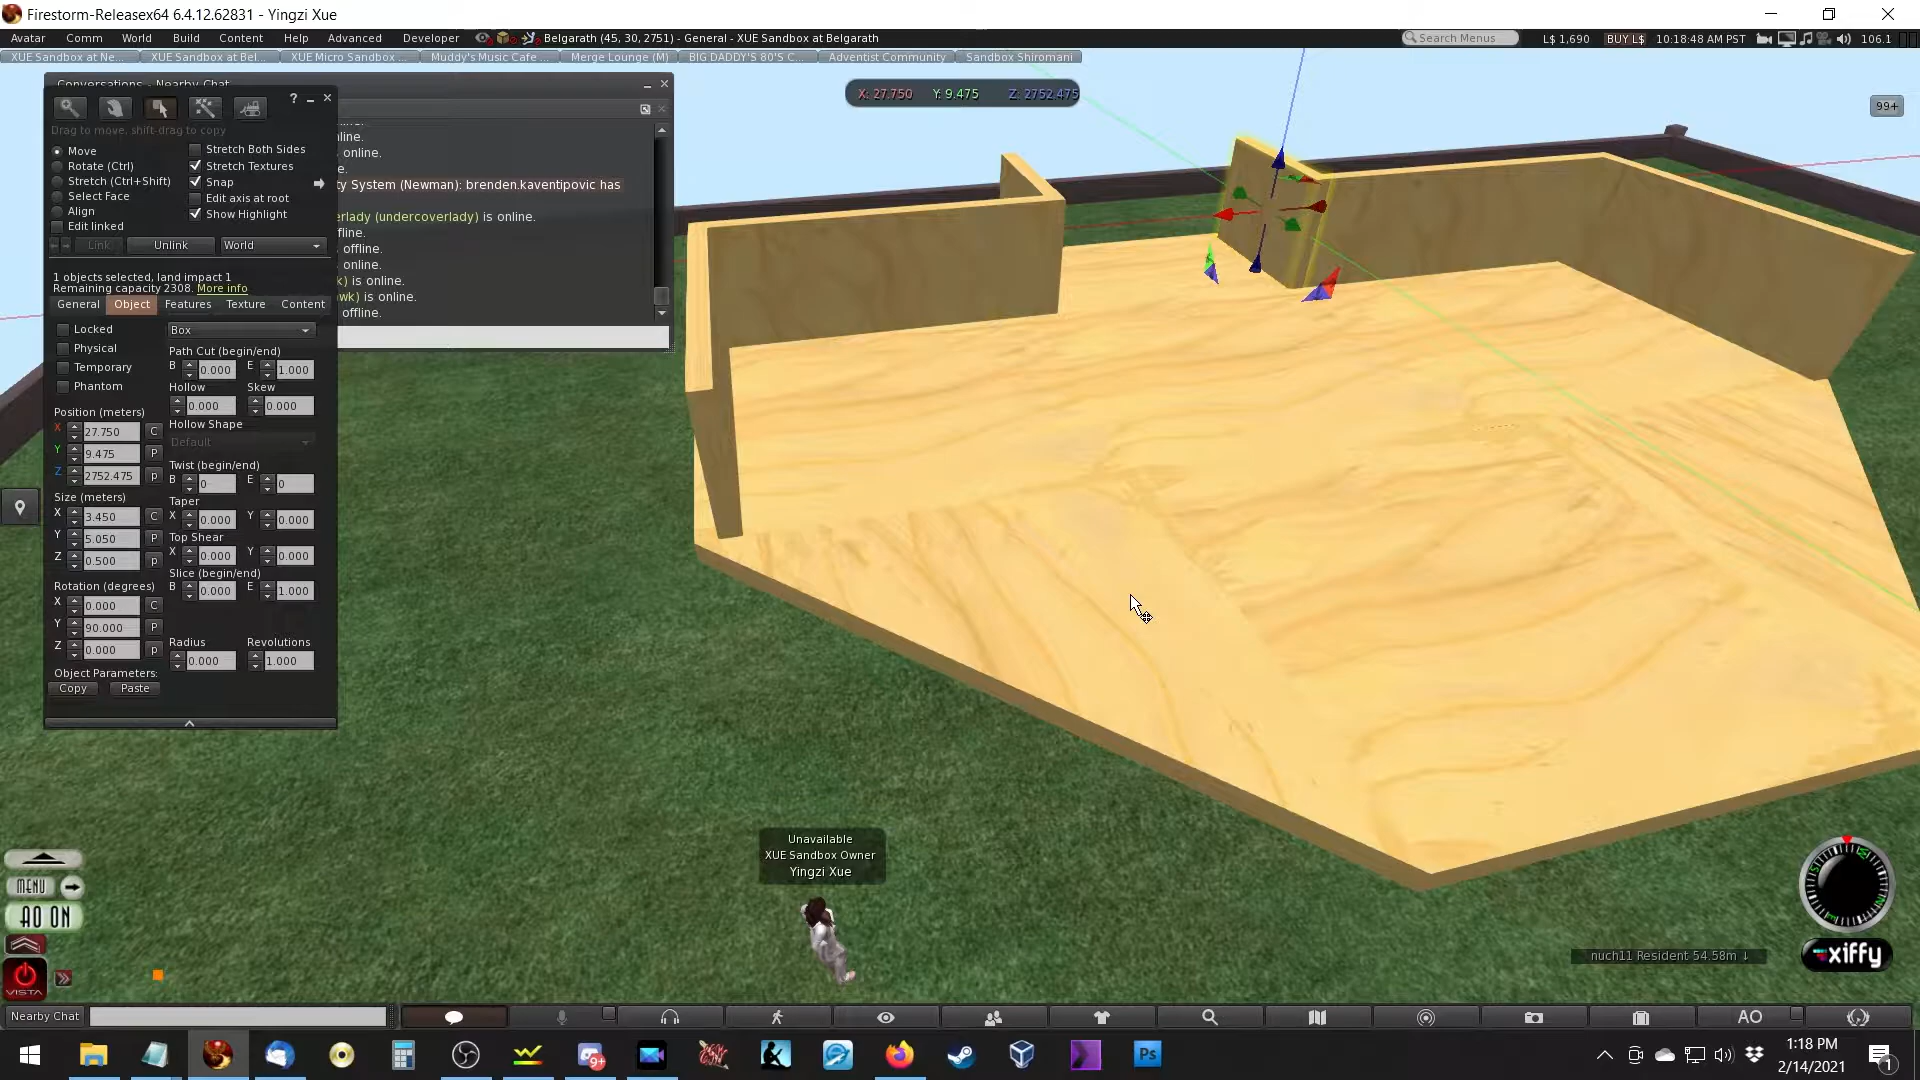 Firestorm-Releasex64 6.4.12.62831 - Yingzi Xue
Avatar Comm World Build Content Help Advanced Developer Belgarath (45, 30, 2751) - General - XUE Sandbox at Belgarath Search Menus L$ 1,690 BUY L$ 10:18:48 AM PST 106.1
XUE Sandbox at Ne... XUE Sandbox at Bel... XUE Micro Sandbox ... Muddy's Music Cafe ... Merge Lounge (M) BIG DADDY'S 80'S C... Adventist Community Sandbox Shiromani
Conversations - Nearby Chat
X: 27.750 Y: 9.475 Z: 2752.475
99+
?
Drag to move, shift-drag to copy
Move
Rotate (Ctrl)
Stretch (Ctrl+Shift)
Select Face
Align
Edit linked
Stretch Both Sides
Stretch Textures
Snap
Edit axis at root
Show Highlight
Link Unlink World
1 objects selected, land impact 1
Remaining capacity 2308. More info
General Object Features Texture Content
Locked
Physical
Temporary
Phantom
Position (meters)
X 27.750 C
Y 9.475 P
Z 2752.475 p
Size (meters)
X 3.450 C
Y 5.050 P
Z 0.500 p
Rotation (degrees)
X 0.000 C
Y 90.000 P
Z 0.000 p
Object Parameters:
Copy Paste
Box
Path Cut (begin/end)
B 0.000 E 1.000
Hollow Skew
0.000 0.000
Hollow Shape
Default
Twist (begin/end)
B 0 E 0
Taper
X 0.000 Y 0.000
Top Shear
X 0.000 Y 0.000
Slice (begin/end)
B 0.000 E 1.000
Radius Revolutions
0.000 1.000
nline.
online.
ty System (Newman): brenden.kaventipovic has
erlady (undercoverlady) is online.
ffline.
offline.
online.
k) is online.
wk) is online.
offline.
Unavailable
XUE Sandbox Owner
Yingzi Xue
nuch11 Resident 54.58m ↓
xiffy
MENU
AO ON
VISTA
Nearby Chat
AO
9+
Ps
1:18 PM
2/14/2021
1